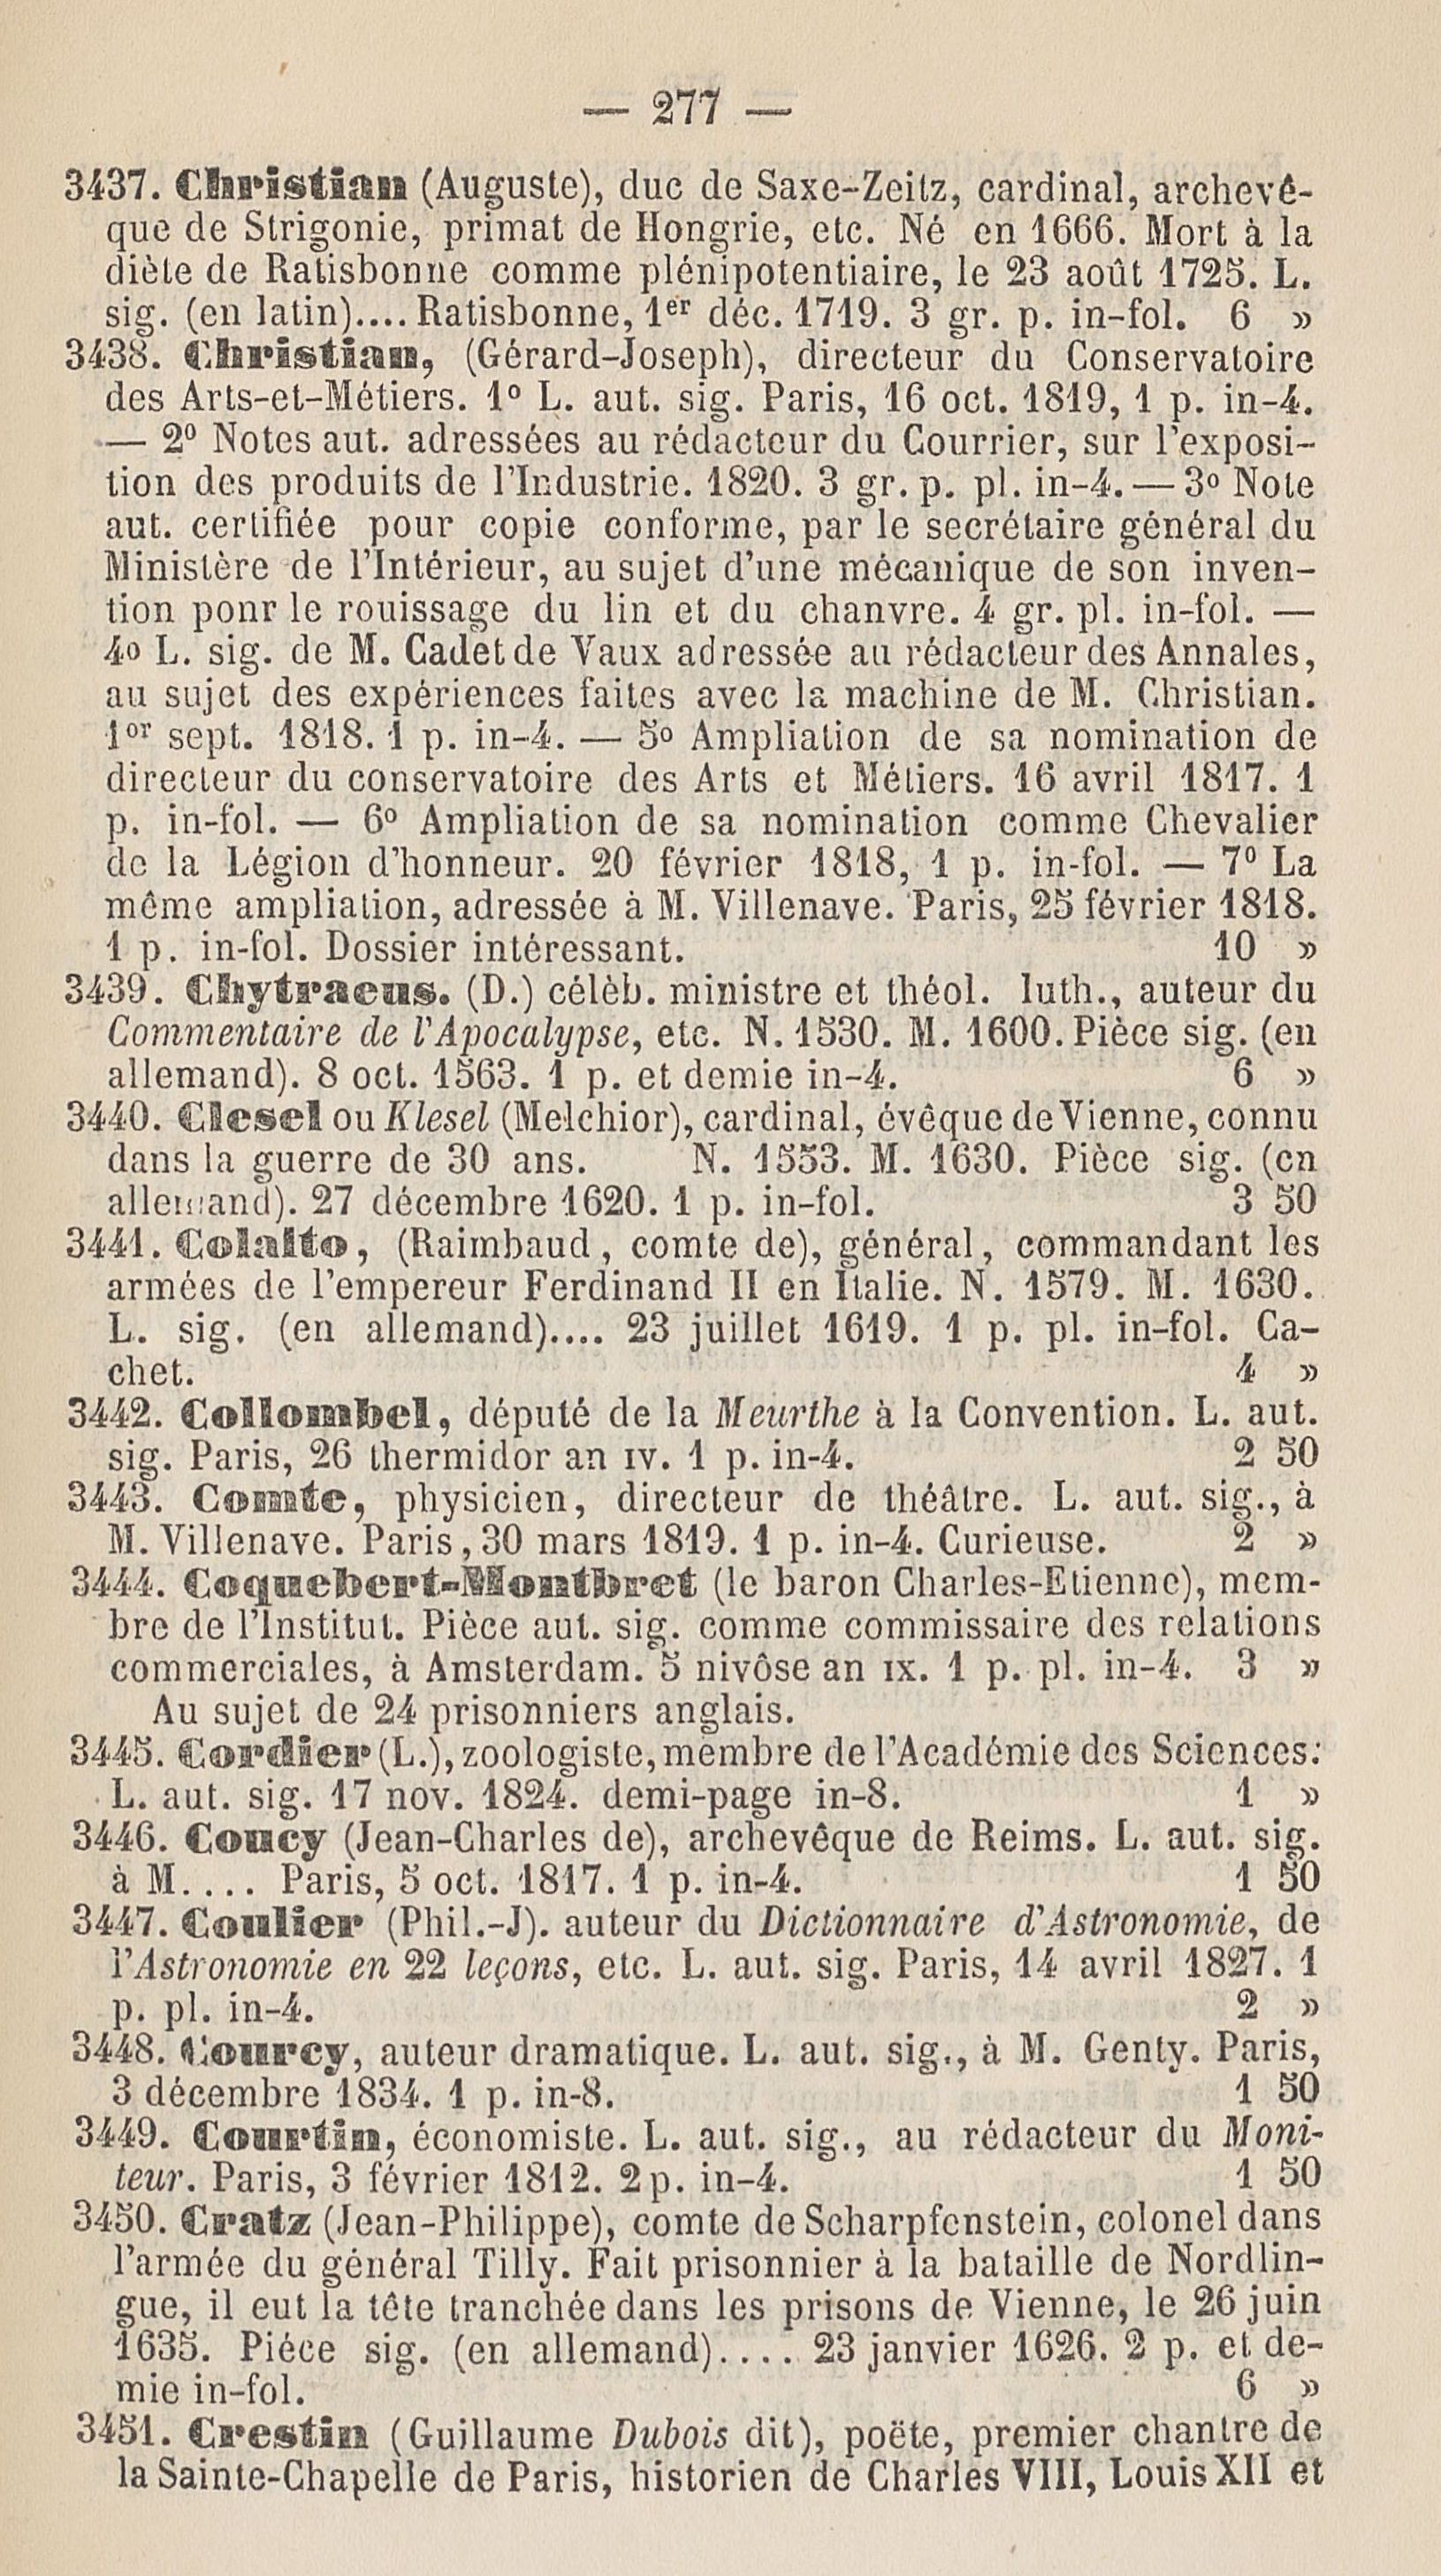 — 277 —
3437. Christian (Auguste), duc de Saxe-Zeitz, cardinal, archevê-
que de Strigonie, primat de Hongrie, etc. Né en 1666. Mort à la
diète de Ratisbonne comme plénipotentiaire, le 23 août 1725. L.
sig. (en latin).... Ratisbonne, 1er déc. 1719. 3 gr. p. in-fol. 6 »
3438. Christian, (Gérard-Joseph), directeur du Conservatoire
des Arts-et-Métiers. 1º L. aut. sig. Paris, 16 oct. 1819, 1 p. in-4.
— 2º Notes aut. adressées au rédacteur du Courrier, sur l'exposi-
tion des produits de l'Industrie. 1820. 3 gr. p. pl. in-4. — 3º Note
aut. certifiée pour copie conforme, par le secrétaire général du
Ministère de l'Intérieur, au sujet d'une mécanique de son inven-
tion ponr le rouissage du lin et du chanvre. 4 gr. pl. in-fol. —
4º L. sig. de M. Cadet de Vaux adressée au rédacteur des Annales,
au sujet des expériences faites avec la machine de M. Christian.
1or sept. 1818. 1 p. in-4. — 5º Ampliation de sa nomination de
directeur du conservatoire des Arts et Métiers. 16 avril 1817. 1
p. in-fol. — 6º Ampliation de sa nomination comme Chevalier
de la Légion d'honneur. 20 février 1818, 1 p. in-fol. — 7º La
même ampliation, adressée à M. Villenave. Paris, 25 février 1818.
1 p. in-fol. Dossier intéressant. 10 »
3439. Chytraeus. (D.) célèb. ministre et théol. luth., auteur du
Commentaire de l'Apocalypse, etc. N. 1530. M. 1600. Pièce sig. (en
allemand). 8 oct. 1563. 1 p. et demie in-4. 6 »
3440. Clesel ou Klesel (Melchior), cardinal, évêque de Vienne, connu
dans la guerre de 30 ans. N. 1553. M. 1630. Pièce sig. (en
allemand). 27 décembre 1620. 1 p. in-fol. 3 50
3441. Colalto, (Raimbaud, comte de), général, commandant les
armées de l'empereur Ferdinand II en Italie. N. 1579. M. 1630.
L. sig. (en allemand).... 23 juillet 1619. 1 p. pl. in-fol. Ca-
chet. 4 »
3442. Collombel, député de la Meurthe à la Convention. L. aut.
sig. Paris, 26 thermidor an IV. 1 p. in-4. 2 50
3443. Comte, physicien, directeur de théâtre. L. aut. sig., à
M. Villenave. Paris, 30 mars 1819. 1 p. in-4. Curieuse. 2 »
3444. Coquebert-Montbret (le baron Charles-Etienne), mem-
bre de l'Institut. Pièce aut. sig. comme commissaire des relations
commerciales, à Amsterdam. 5 nivôse an IX. 1 p. pl. in-4. 3 »
Au sujet de 24 prisonniers anglais.
3445. Cordier (L.), zoologiste, membre de l'Académie des Sciences.
L. aut. sig. 17 nov. 1824. demi-page in-8. 1 »
3446. Coucy (Jean-Charles de), archevêque de Reims. L. aut. sig.
à M.... Paris, 5 oct. 1817. 1 p. in-4. 1 50
3447. Coulier (Phil.-J). auteur du Dictionnaire d'Astronomie, de
l'Astronomie en 22 leçons, etc. L. aut. sig. Paris, 14 avril 1827. 1
p. pl. in-4. 2 »
3448. Courcy, auteur dramatique. L. aut. sig., à M. Genty. Paris,
3 décembre 1834. 1 p. in-8. 1 50
3449. Courtin, économiste. L. aut. sig., au rédacteur du Moni-
teur. Paris, 3 février 1812. 2 p. in-4. 1 50
3450. Cratz (Jean-Philippe), comte de Scharpfenstein, colonel dans
l'armée du général Tilly. Fait prisonnier à la bataille de Nordlin-
gue, il eut la tête tranchée dans les prisons de Vienne, le 26 juin
1635. Piéce sig. (en allemand).... 23 janvier 1626. 2 p. et de-
mie in-fol. 6 »
3451. Crestin (Guillaume Dubois dit), poëte, premier chantre de
la Sainte-Chapelle de Paris, historien de Charles VIII, Louis XII et